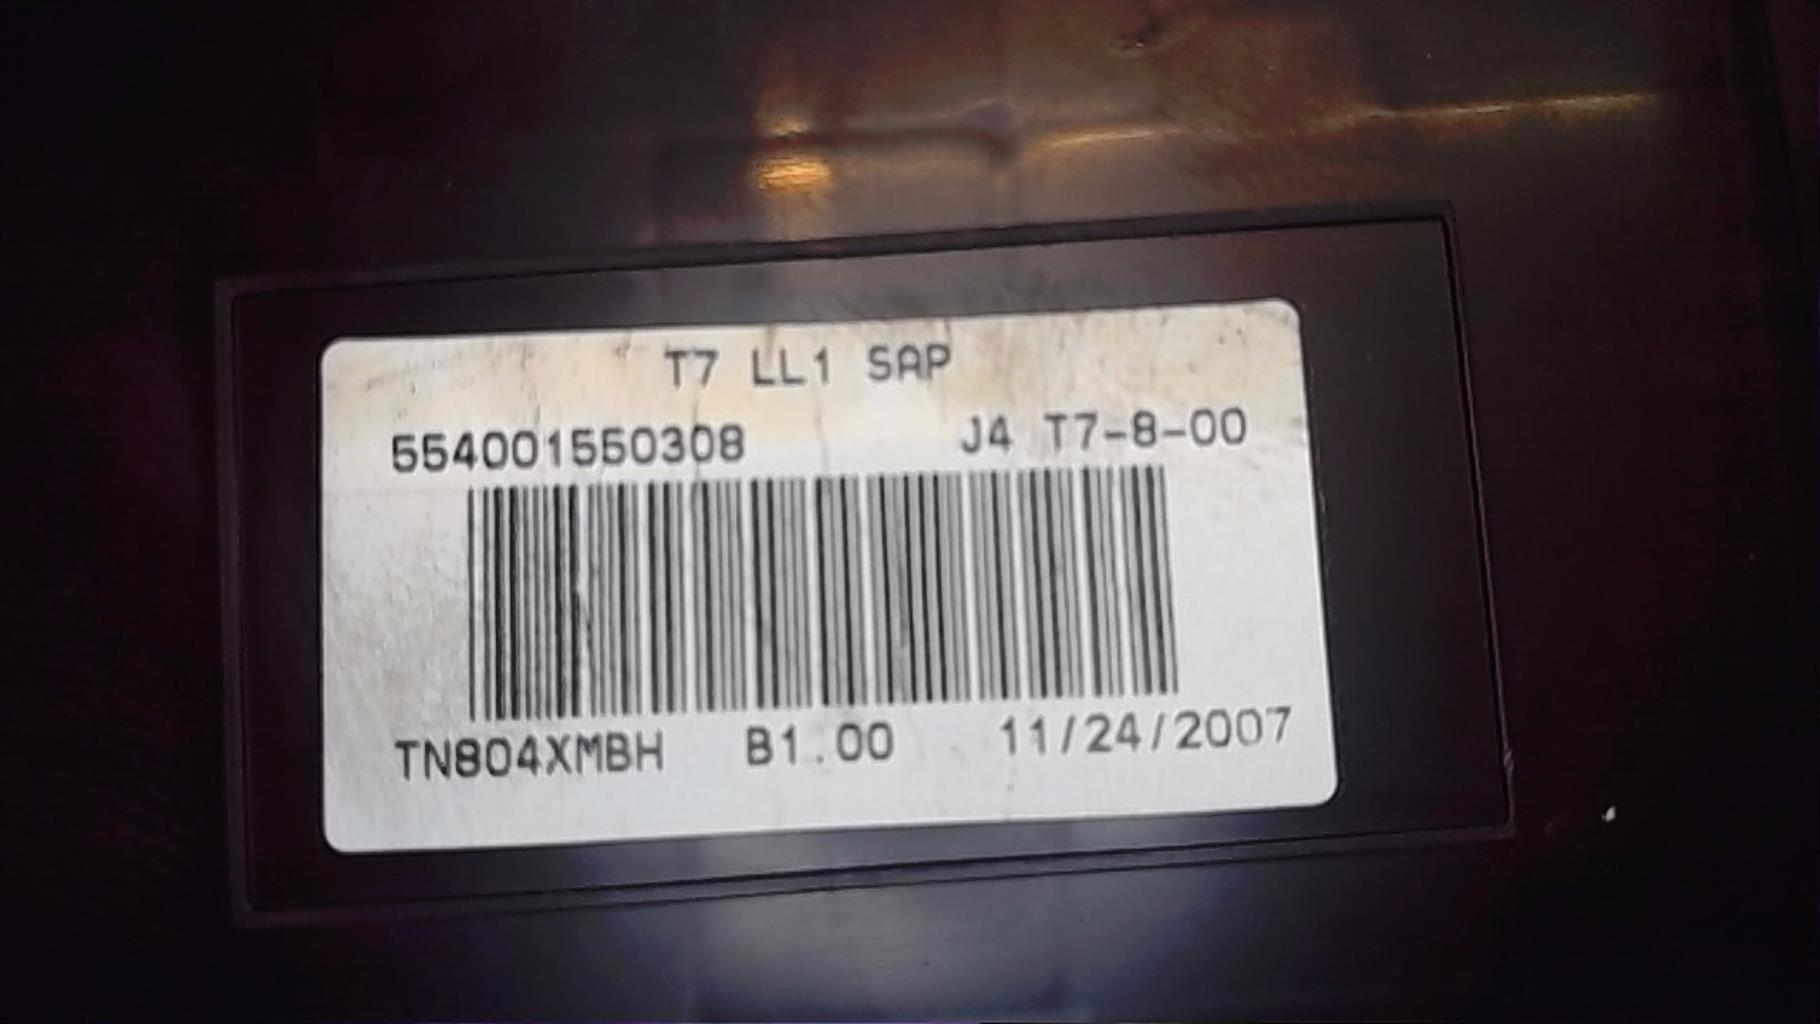 T7 LL1 SAP
554001550308 J4 T7-8-00
TN804XMBH B1.00 11/24/2007